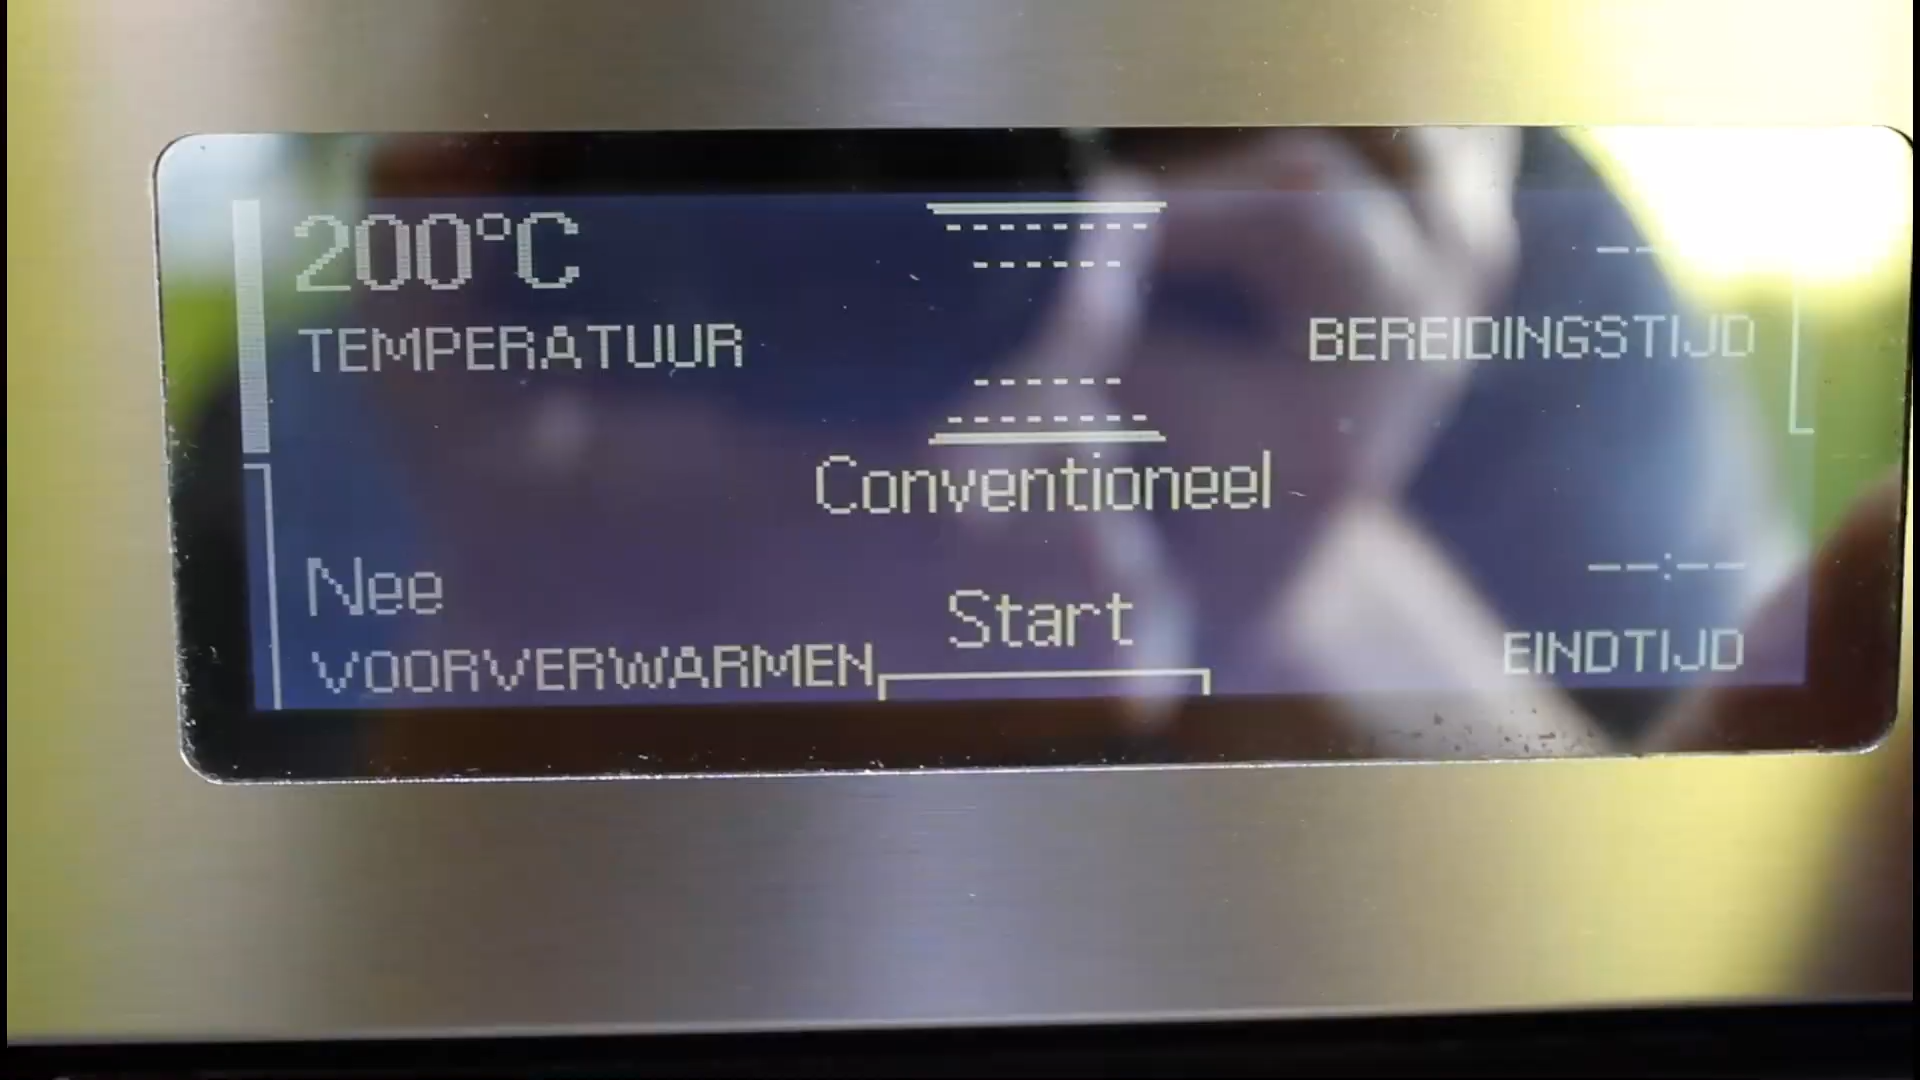 200°C
TEMPERATUUR
BEREIDINGSTIJD
Conventioneel
Nee
VOORVERWARMEN
Start
--:--
EINDTIJD